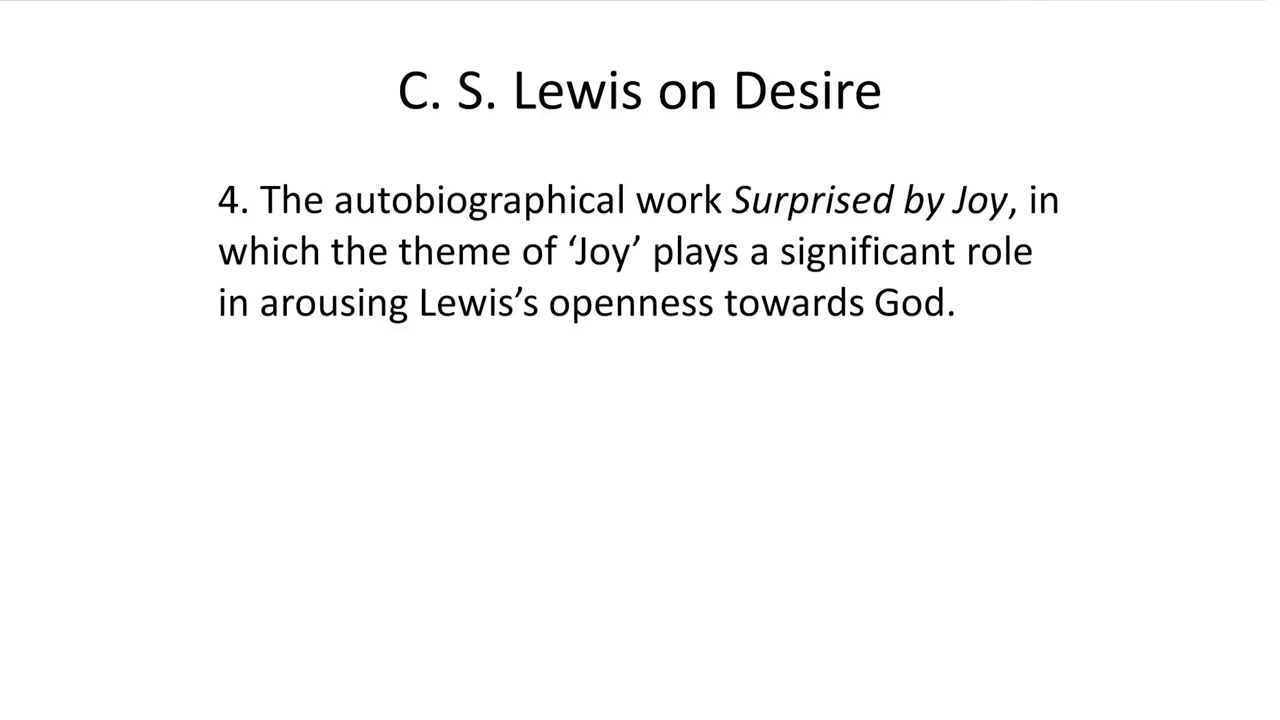 C. S. Lewis on Desire
4. The autobiographical work Surprised by Joy, in
which the theme of ‘Joy’ plays a significant role
in arousing Lewis’s openness towards God.